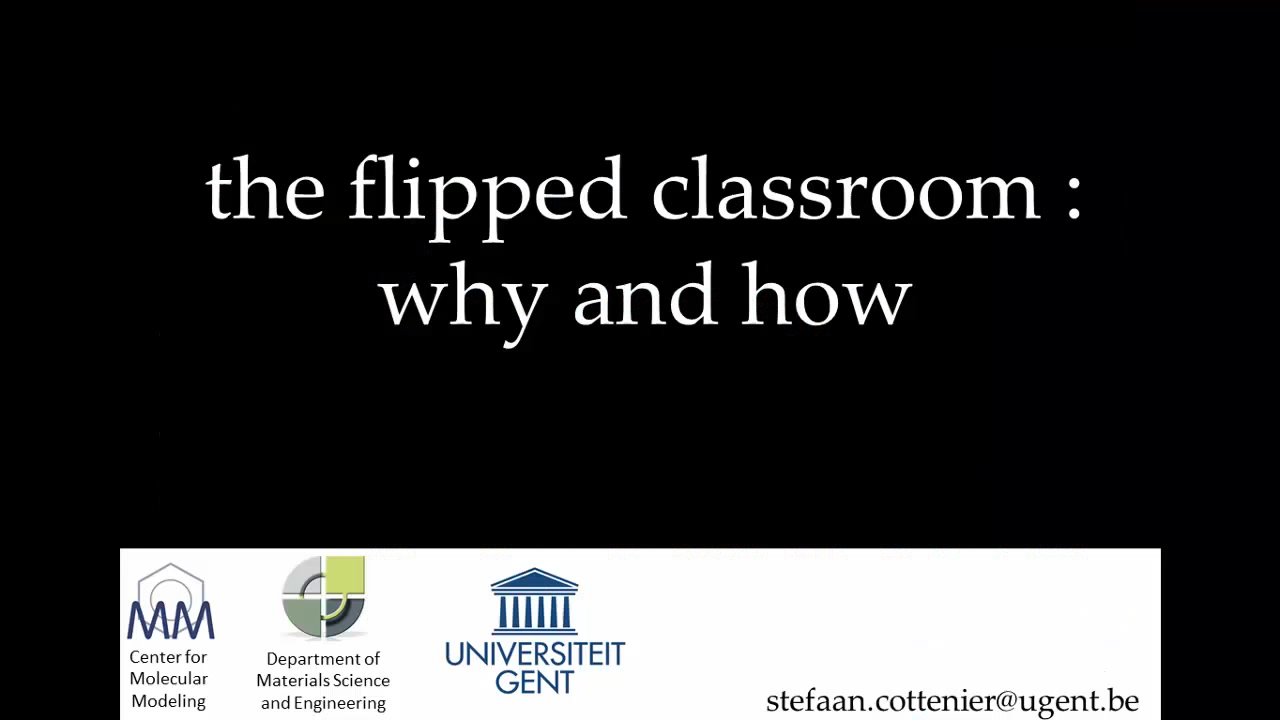 the flipped classroom :
why and how
MM
Center for
Molecular
Modeling
Department of
Materials Science
and Engineering
UNIVERSITEIT
GENT
stefaan.cottenier@ugent.be